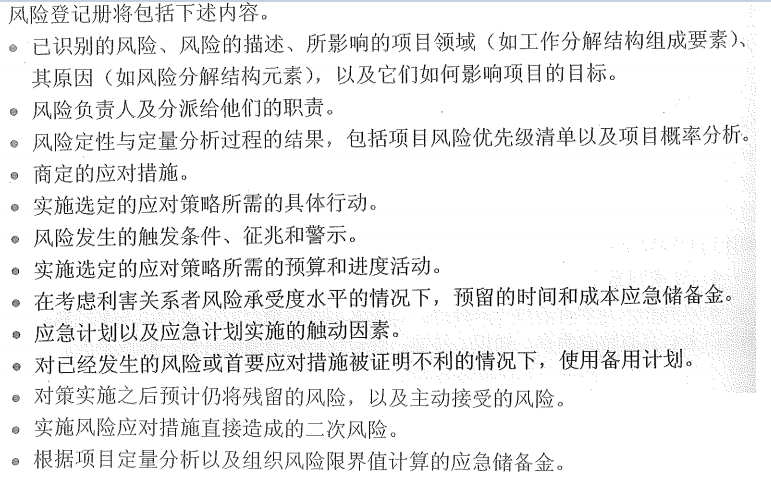 风险登记册将包括下述内容。
● 已识别的风险、风险的描述、所影响的项目领域（如工作分解结构组成要素）、
其原因（如风险分解结构元素），以及它们如何影响项目的目标。
● 风险负责人及分派给他们的职责。
● 风险定性与定量分析过程的结果，包括项目风险优先级清单以及项目概率分析。
● 商定的应对措施。
● 实施选定的应对策略所需的具体行动。
● 风险发生的触发条件、征兆和警示。
● 实施选定的应对策略所需的预算和进度活动。
● 在考虑利害关系者风险承受度水平的情况下，预留的时间和成本应急储备金。
● 应急计划以及应急计划实施的触动因素。
● 对已经发生的风险或首要应对措施被证明不利的情况下，使用备用计划。
● 对策实施之后预计仍将残留的风险，以及主动接受的风险。
● 实施风险应对措施直接造成的二次风险。
● 根据项目定量分析以及组织风险限界值计算的应急储备金。